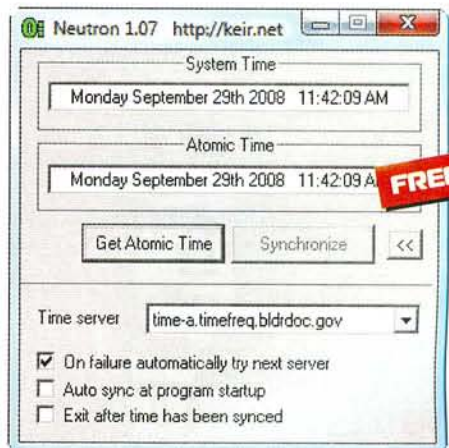 Neutron 1.07 http://keir.net
System Time
Monday September 29th 2008 11:42:09 AM
Atomic Time
Monday September 29th 2008 11:42:09 A
FREE
Get Atomic Time Synchronize <<
Time server time-a.timefreq.bldrdoc.gov
On failure automatically try next server
Auto sync at program startup
Exit after time has been synced